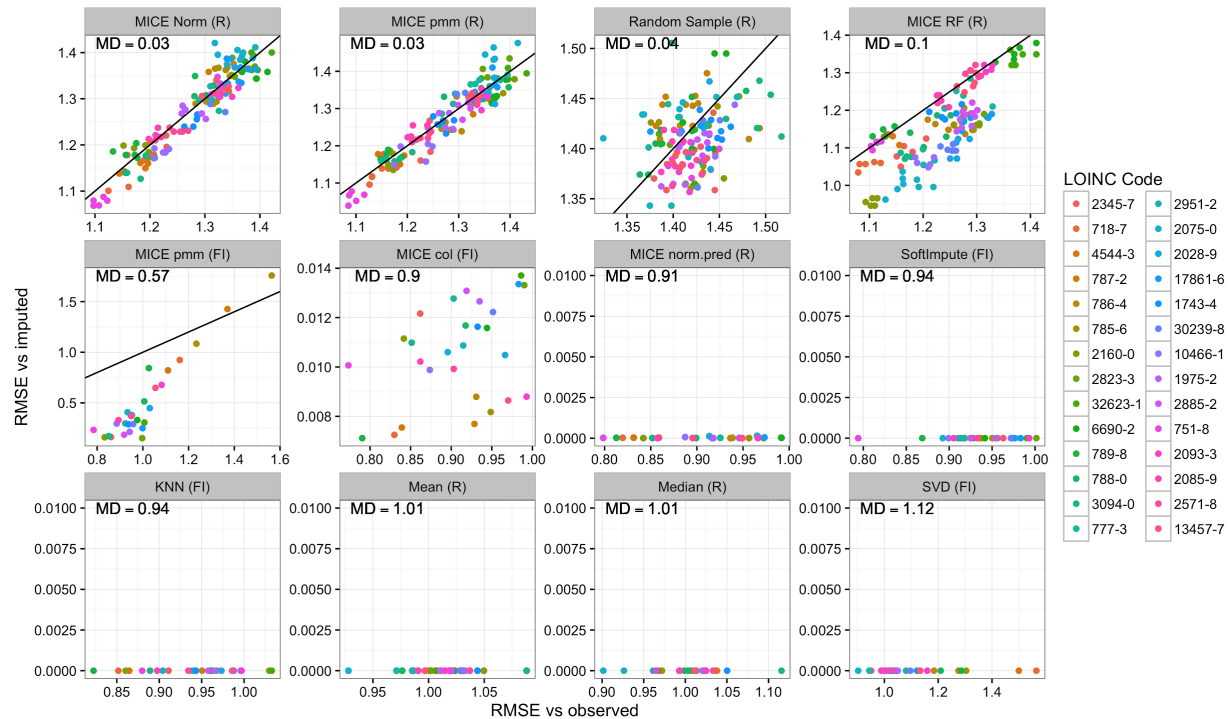 MICE Norm (R) MICE pmm (R) Random Sample (R) MICE RF (R)
MD = 0.03 MD = 0.03 MD = 0.04 MD = 0.1
1.4 1.3 1.2 1.1
1.4 1.3 1.2 1.1
1.50 1.45 1.40 1.35
1.4 1.3 1.2 1.1 1.0
1.1 1.2 1.3 1.4
1.1 1.2 1.3 1.4
1.35 1.40 1.45 1.50
1.1 1.2 1.3 1.4
MICE pmm (FI) MICE col (FI) MICE norm.pred (R) SoftImpute (FI)
MD = 0.57 MD = 0.9 MD = 0.91 MD = 0.94
1.5 1.0 0.5
0.014 0.012 0.010 0.008
0.0100 0.0075 0.0050 0.0025 0.0000
0.0100 0.0075 0.0050 0.0025 0.0000
0.8 1.0 1.2 1.4 1.6
0.80 0.85 0.90 0.95 1.00
0.80 0.85 0.90 0.95 1.00
0.80 0.85 0.90 0.95 1.00
KNN (FI) Mean (R) Median (R) SVD (FI)
MD = 0.94 MD = 1.01 MD = 1.01 MD = 1.12
0.0100 0.0075 0.0050 0.0025 0.0000
0.0100 0.0075 0.0050 0.0025 0.0000
0.0100 0.0075 0.0050 0.0025 0.0000
0.0100 0.0075 0.0050 0.0025 0.0000
0.85 0.90 0.95 1.00
0.95 1.00 1.05
0.90 0.95 1.00 1.05 1.10
1.0 1.2 1.4
RMSE vs observed
RMSE vs imputed
LOINC Code
2345-7 2951-2
718-7 2075-0
4544-3 2028-9
787-2 17861-6
786-4 1743-4
785-6 30239-8
2160-0 10466-1
2823-3 1975-2
32623-1 2885-2
6690-2 751-8
789-8 2093-3
788-0 2085-9
3094-0 2571-8
777-3 13457-7